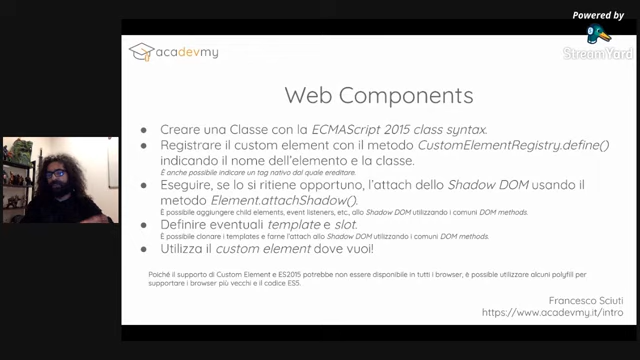 Powered by
StreamYard
acadevmy
Web Components
● Creare una Classe con la ECMAScript 2015 class syntax.
● Registrare il custom element con il metodo CustomElementRegistry.define()
indicando il nome dell'elemento e la classe.
È anche possibile indicare un tag nativo dal quale ereditare.
● Eseguire, se lo si ritiene opportuno, l'attach dello Shadow DOM usando il
metodo Element.attachShadow().
È possibile aggiungere child elements, event listeners, etc., allo Shadow DOM utilizzando i comuni DOM methods.
● Definire eventuali template e slot.
È possibile clonare i templates e farne l'attach allo Shadow DOM utilizzando i comuni DOM methods.
● Utilizza il custom element dove vuoi!
Poiché il supporto di Custom Element e ES2015 potrebbe non essere disponibile in tutti i browser, è possibile utilizzare alcuni polyfill per
supportare i browser più vecchi e il codice ES5.
Francesco Sciuti
https://www.acadevmy.it/intro